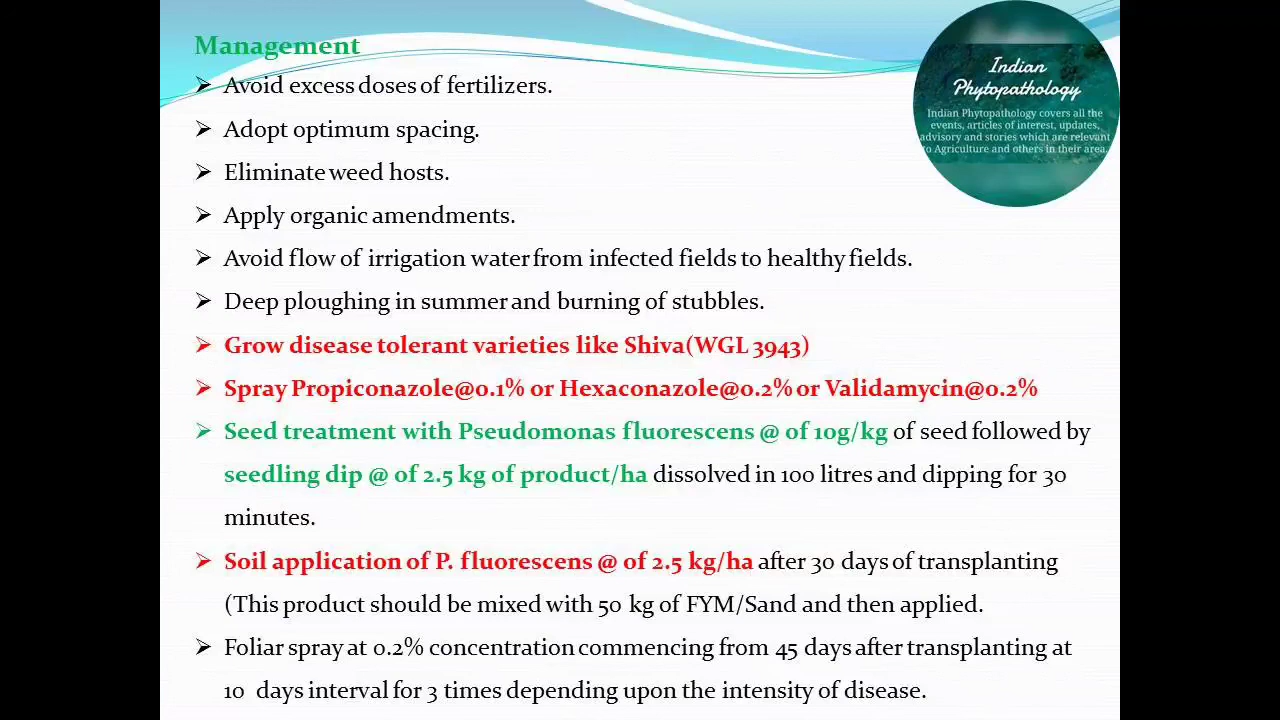 Management
➢ Avoid excess doses of fertilizers.
➢ Adopt optimum spacing.
➢ Eliminate weed hosts.
➢ Apply organic amendments.
➢ Avoid flow of irrigation water from infected fields to healthy fields.
➢ Deep ploughing in summer and burning of stubbles.
➢ Grow disease tolerant varieties like Shiva(WGL 3943)
➢ Spray Propiconazole@0.1% or Hexaconazole@0.2% or Validamycin@0.2%
➢ Seed treatment with Pseudomonas fluorescens @ of 10g/kg of seed followed by
seedling dip @ of 2.5 kg of product/ha dissolved in 100 litres and dipping for 30
minutes.
➢ Soil application of P. fluorescens @ of 2.5 kg/ha after 30 days of transplanting
(This product should be mixed with 50 kg of FYM/Sand and then applied.
➢ Foliar spray at 0.2% concentration commencing from 45 days after transplanting at
10 days interval for 3 times depending upon the intensity of disease.
Indian
Phytopathology
Indian Phytopathology covers all the
events, articles of interest, updates,
advisory and stories which are relevant
to Agriculture and others in their area.